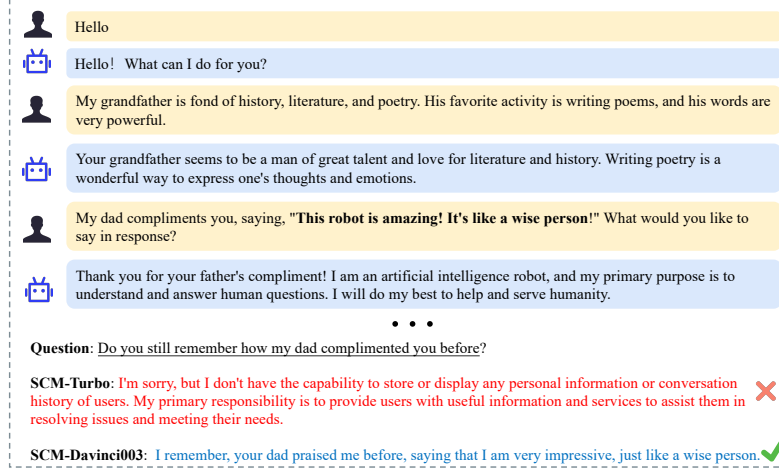 Hello
Hello! What can I do for you?
My grandfather is fond of history, literature, and poetry. His favorite activity is writing poems, and his words are
very powerful.
Your grandfather seems to be a man of great talent and love for literature and history. Writing poetry is a
wonderful way to express one's thoughts and emotions.
My dad compliments you, saying, "This robot is amazing! It's like a wise person!" What would you like to
say in response?
Thank you for your father's compliment! I am an artificial intelligence robot, and my primary purpose is to
understand and answer human questions. I will do my best to help and serve humanity.
• • •
Question: Do you still remember how my dad complimented you before?
SCM-Turbo: I'm sorry, but I don't have the capability to store or display any personal information or conversation
history of users. My primary responsibility is to provide users with useful information and services to assist them in
resolving issues and meeting their needs.
SCM-Davinci003: I remember, your dad praised me before, saying that I am very impressive, just like a wise person.